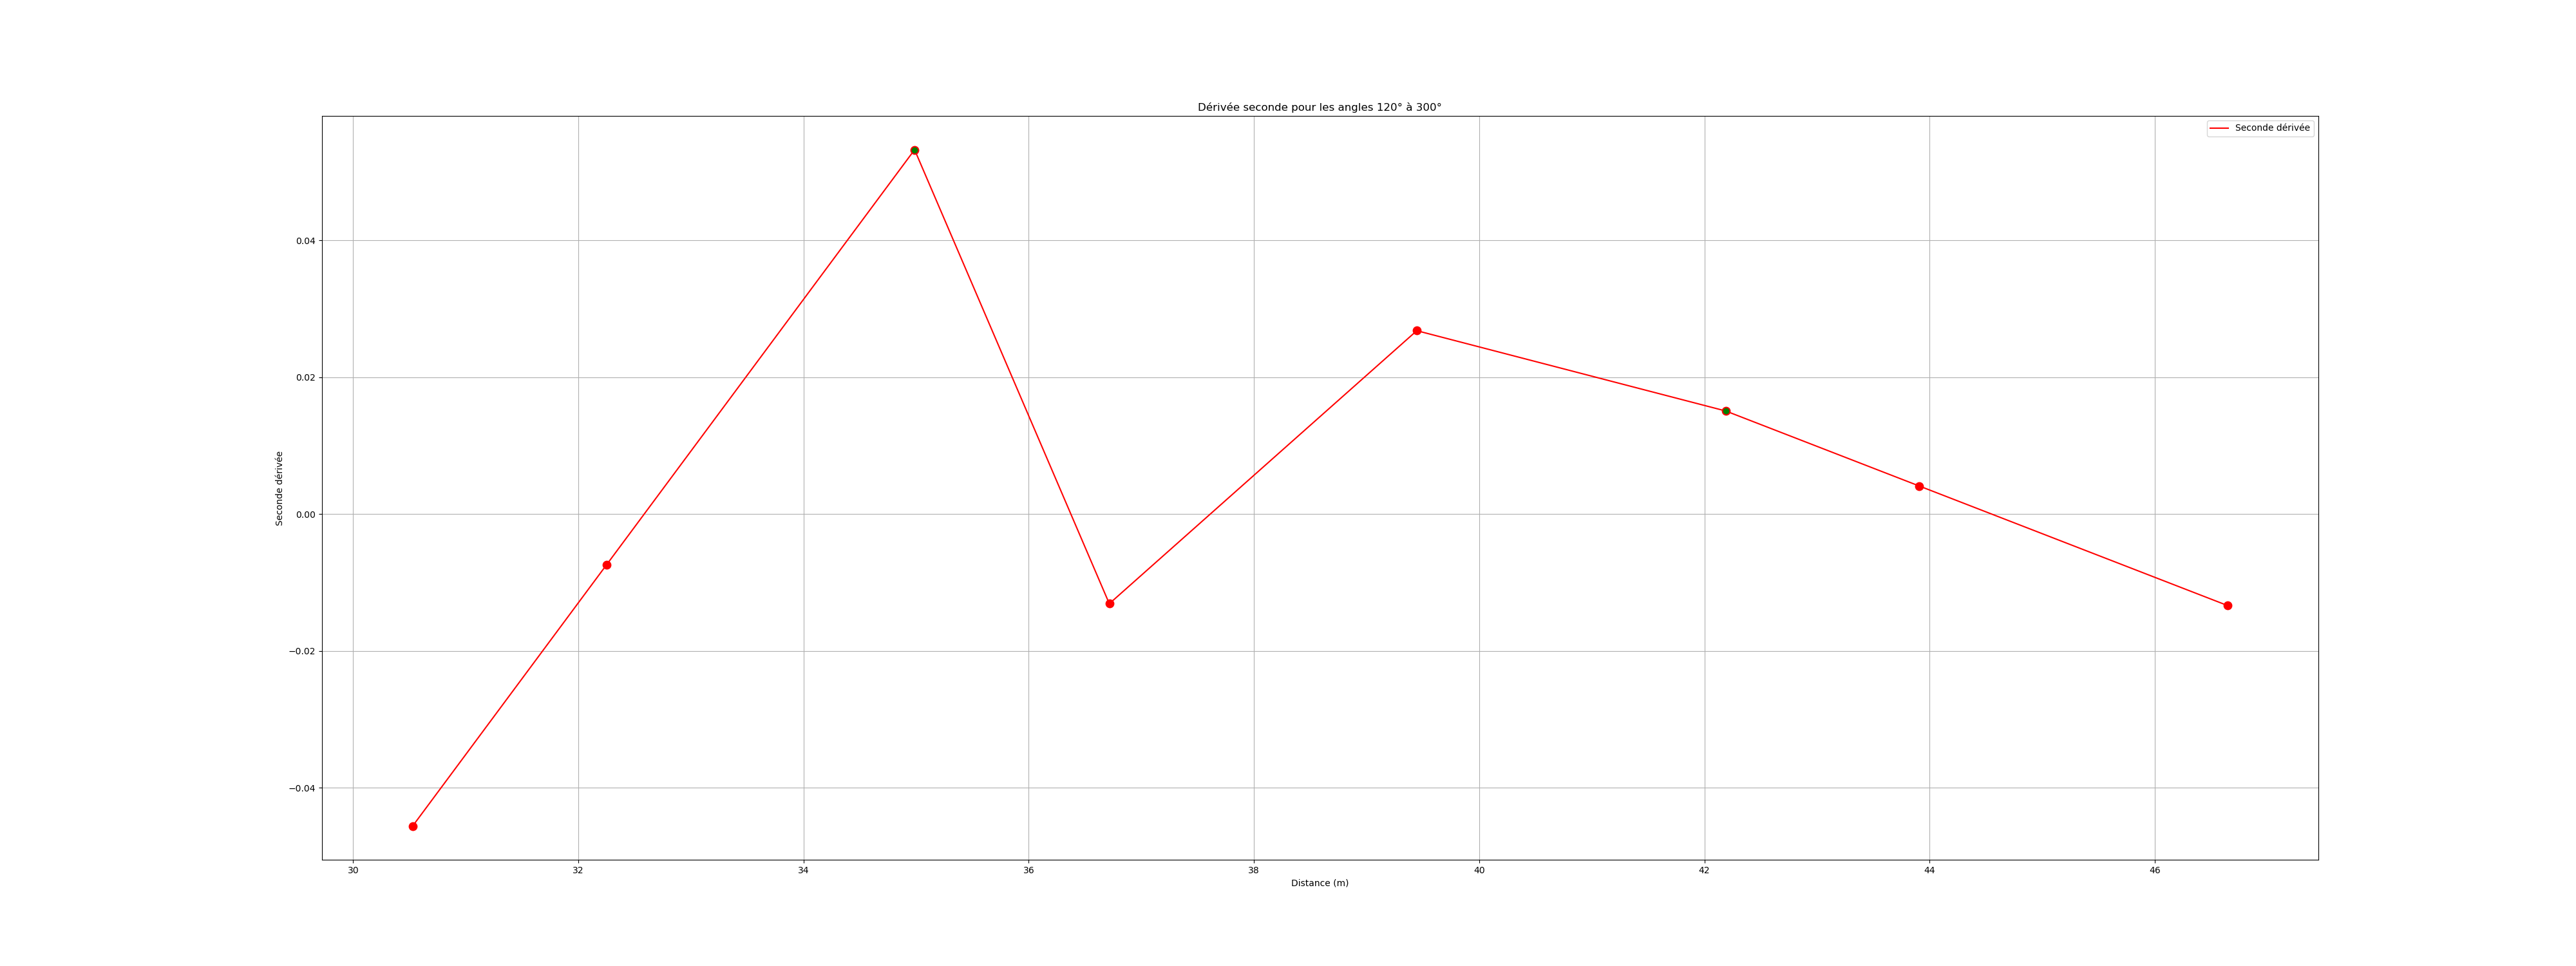 Dérivée seconde pour les angles 120° à 300°
Seconde dérivée
0.04
0.02
0.00
−0.02
−0.04
Seconde dérivée
30 32 34 36 38 40 42 44 46
Distance (m)